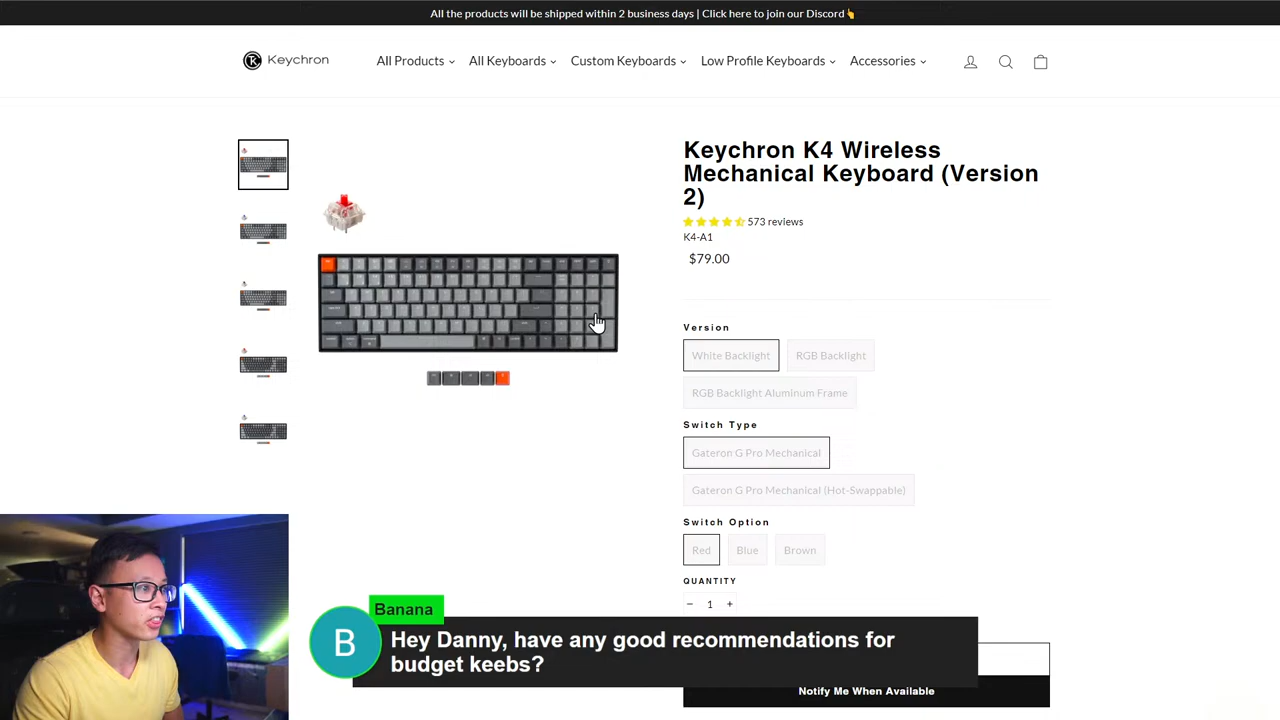 All the products will be shipped within 2 business days | Click here to join our Discord👆
Keychron
All Products
All Keyboards
Custom Keyboards
Low Profile Keyboards
Accessories
Keychron K4 Wireless
Mechanical Keyboard (Version
2)
573 reviews
K4-A1
$79.00
Version
White Backlight
RGB Backlight
RGB Backlight Aluminum Frame
Switch Type
Gateron G Pro Mechanical
Gateron G Pro Mechanical (Hot-Swappable)
Switch Option
Red
Blue
Brown
QUANTITY
− 1 +
Banana
B
Hey Danny, have any good recommendations for
budget keebs?
Notify Me When Available